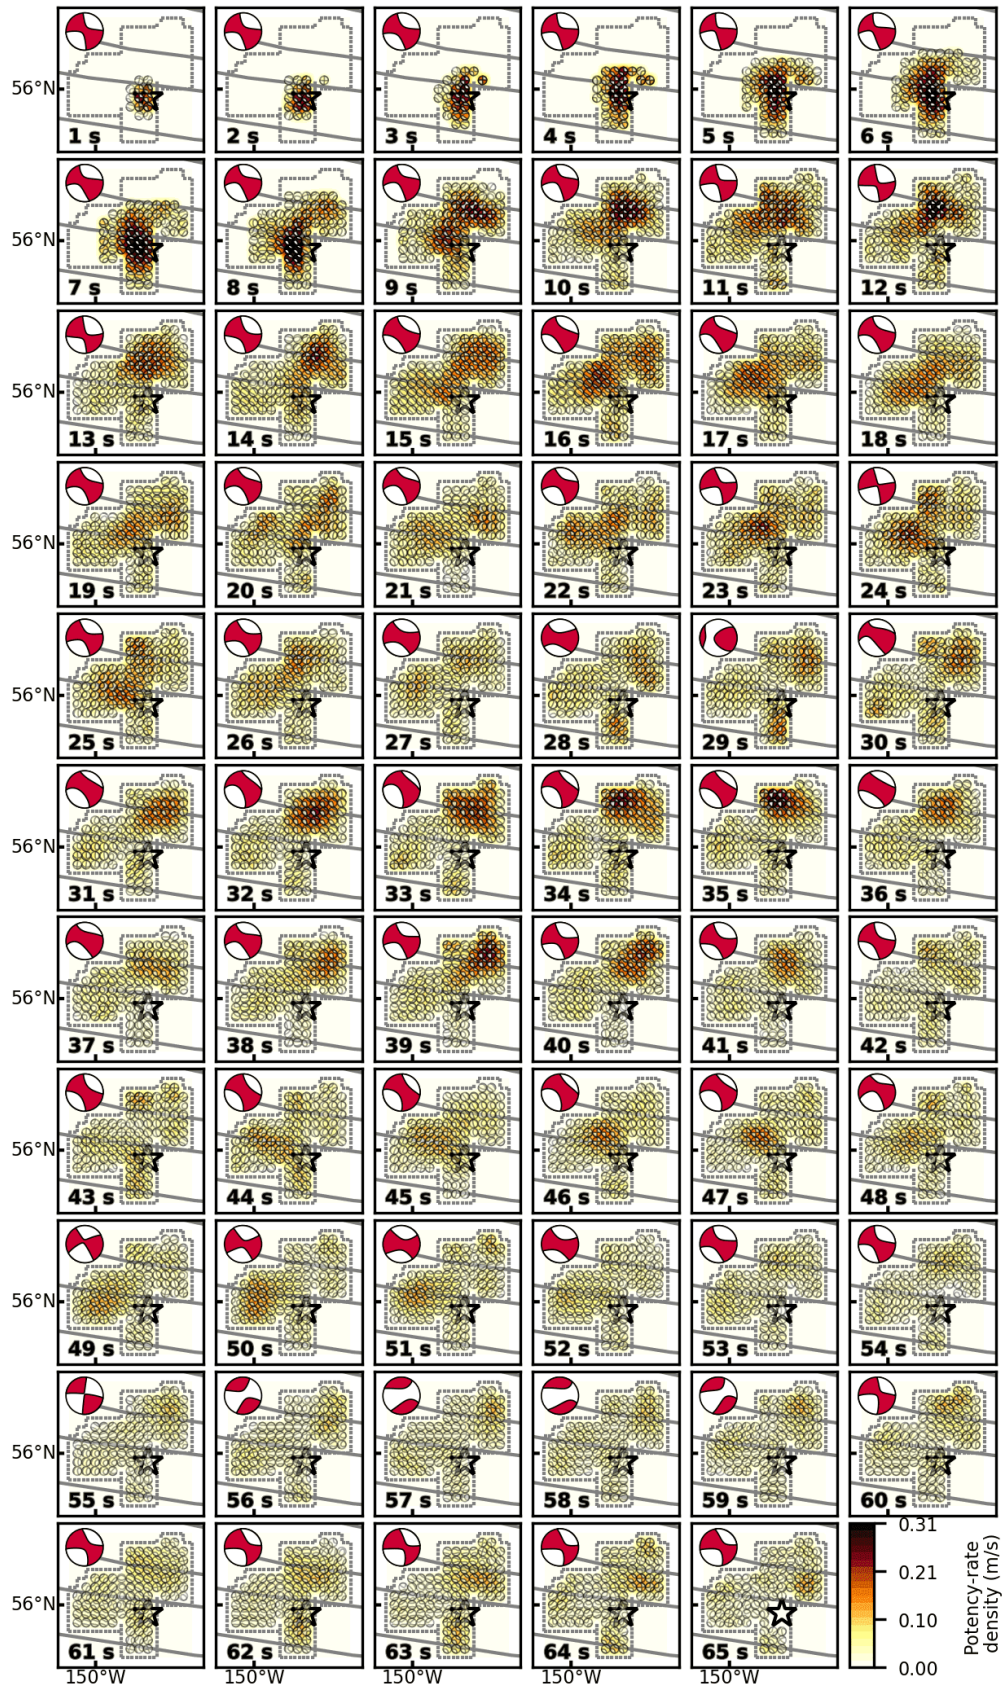 56°N 1 s 2 s 3 s 4 s 5 s 6 s
56°N 7 s 8 s 9 s 10 s 11 s 12 s
56°N 13 s 14 s 15 s 16 s 17 s 18 s
56°N 19 s 20 s 21 s 22 s 23 s 24 s
56°N 25 s 26 s 27 s 28 s 29 s 30 s
56°N 31 s 32 s 33 s 34 s 35 s 36 s
56°N 37 s 38 s 39 s 40 s 41 s 42 s
56°N 43 s 44 s 45 s 46 s 47 s 48 s
56°N 49 s 50 s 51 s 52 s 53 s 54 s
56°N 55 s 56 s 57 s 58 s 59 s 60 s
56°N 61 s 62 s 63 s 64 s 65 s
150°W 150°W 150°W 150°W 150°W
0.31
0.21
0.10
0.00
Potency-rate
density (m/s)